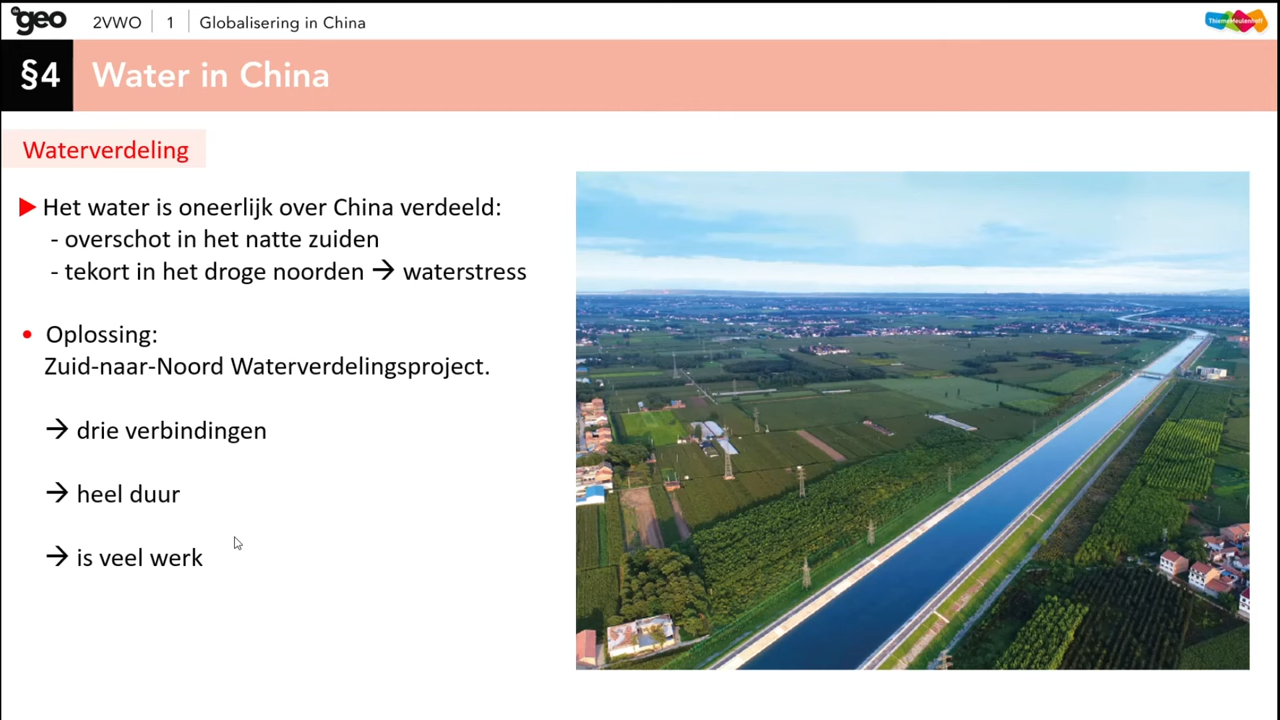 de geo
2VWO | 1 | Globalisering in China
ThiemeMeulenhoff
§4 Water in China
Waterverdeling
▶ Het water is oneerlijk over China verdeeld:
- overschot in het natte zuiden
- tekort in het droge noorden → waterstress
• Oplossing:
Zuid-naar-Noord Waterverdelingsproject.
→ drie verbindingen
→ heel duur
→ is veel werk